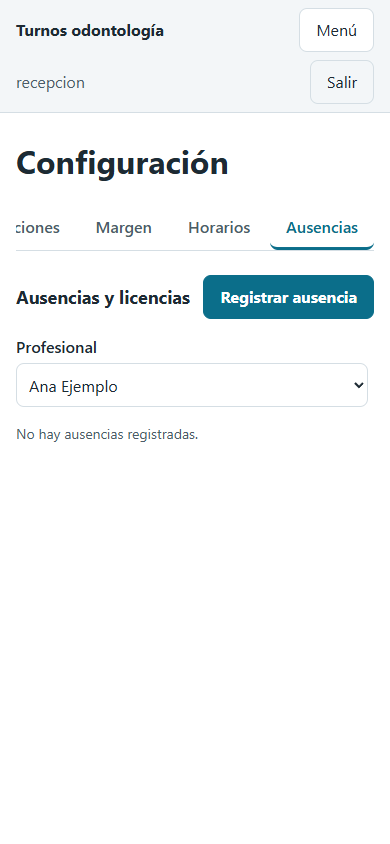 Turnos odontología
Menú
recepcion
Salir
Configuración
ciones Margen Horarios Ausencias
Ausencias y licencias
Registrar ausencia
Profesional
Ana Ejemplo
No hay ausencias registradas.